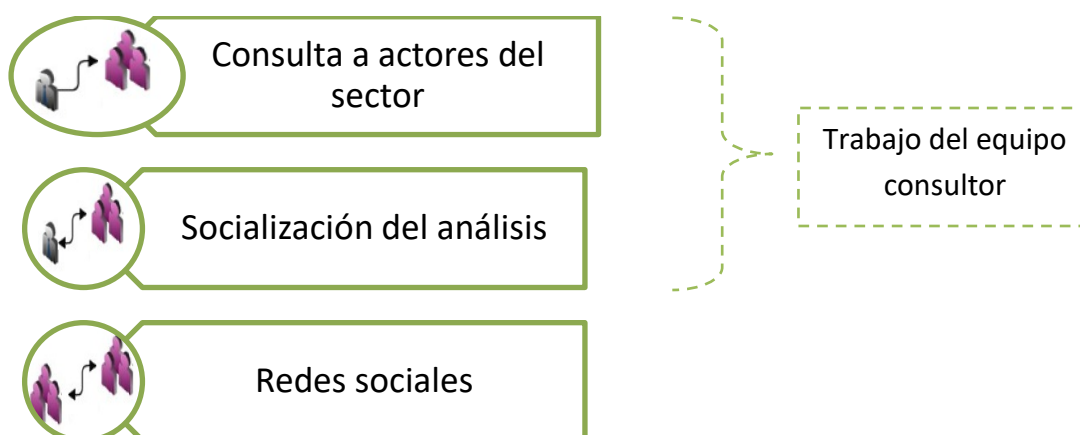 Consulta a actores del
sector
Trabajo del equipo
consultor
Socialización del análisis
Redes sociales